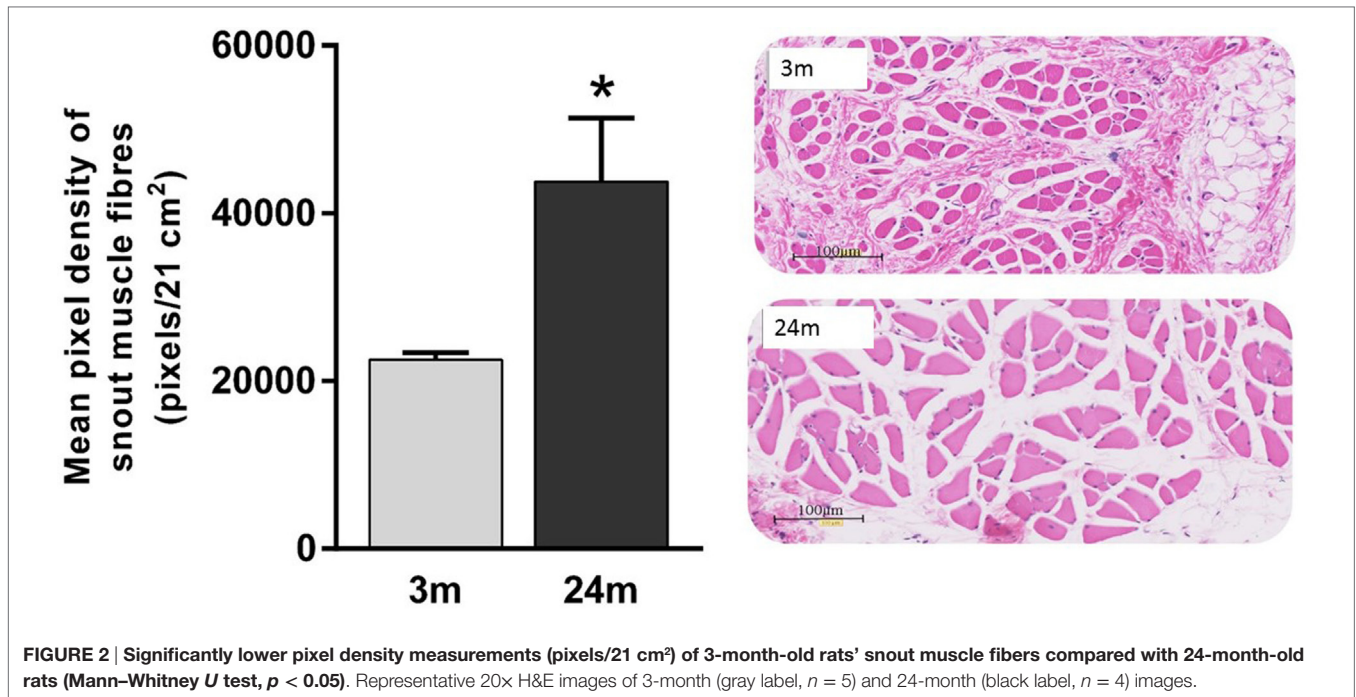 Mean pixel density of
snout muscle fibres
(pixels/21 cm²)
60000
40000
20000
0
*
3m
24m
3m
100μm
24m
100μm
FIGURE 2 | Significantly lower pixel density measurements (pixels/21 cm²) of 3-month-old rats’ snout muscle fibers compared with 24-month-old
rats (Mann–Whitney U test, p < 0.05). Representative 20× H&E images of 3-month (gray label, n = 5) and 24-month (black label, n = 4) images.